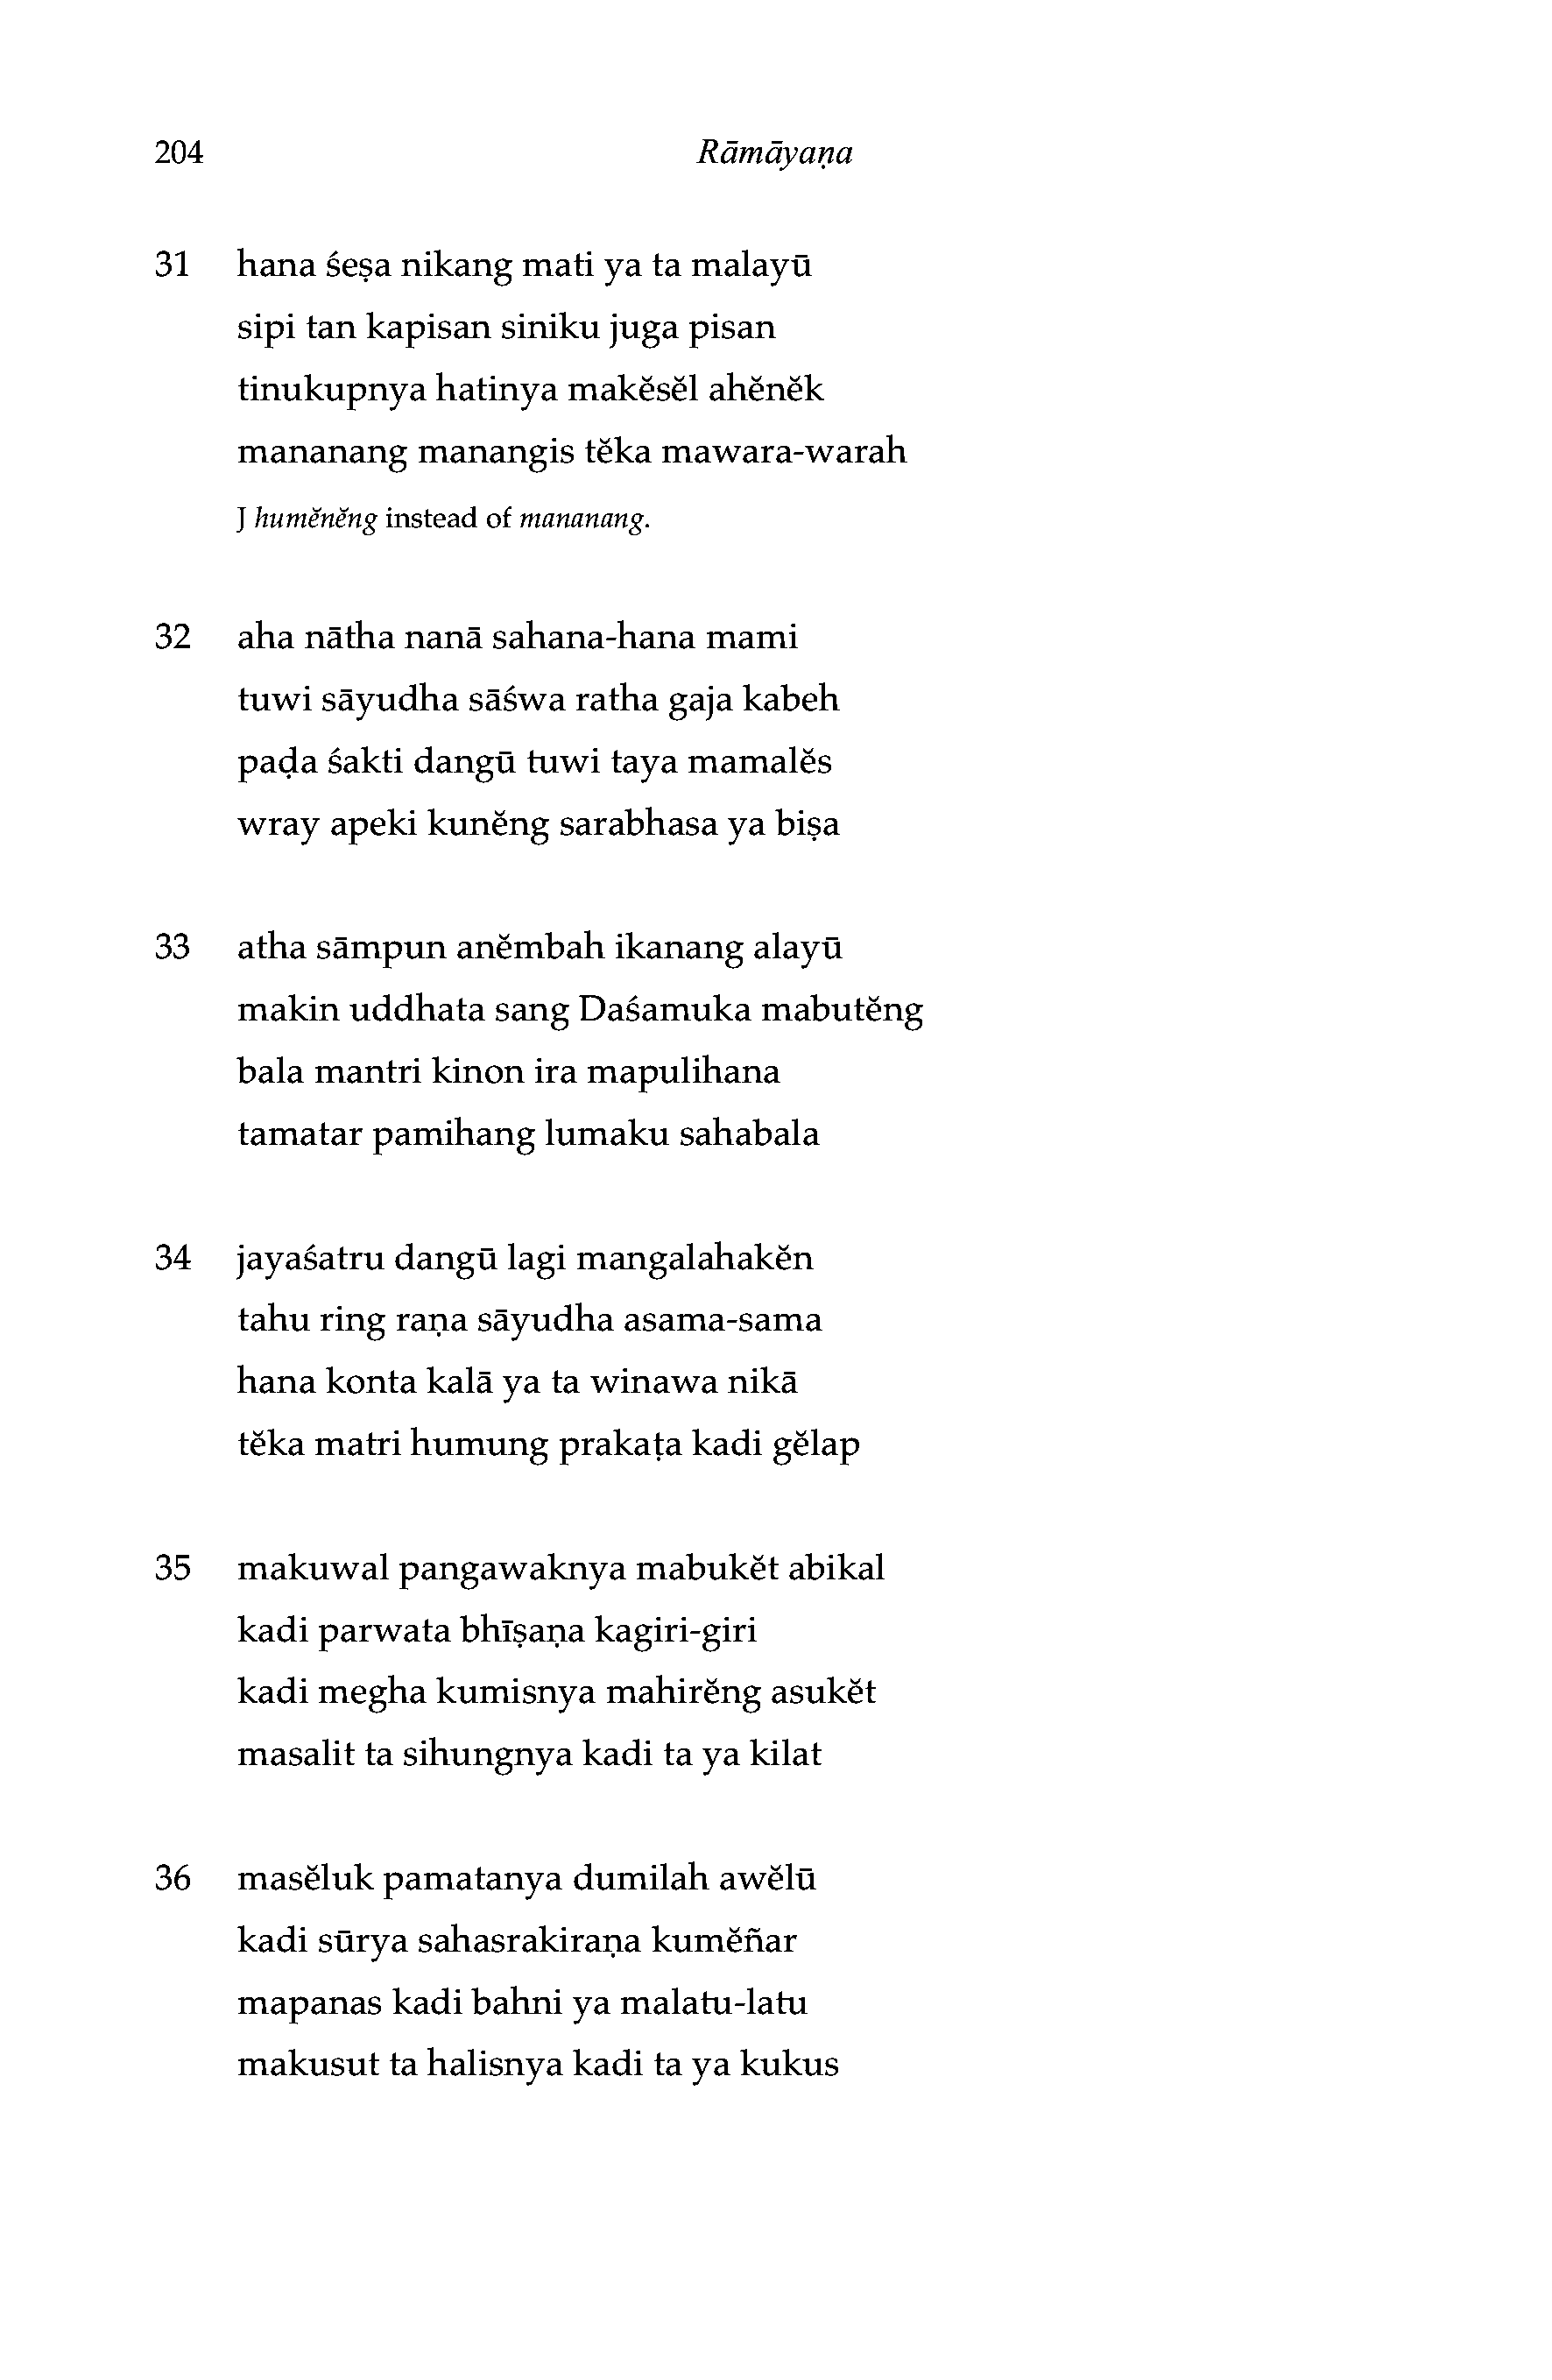 204 Rāmāyaṇa
31 hana śeṣa nikang mati ya ta malayū
sipi tan kapisan siniku juga pisan
tinukupnya hatinya makĕsĕl ahĕnĕk
mananang manangis tĕka mawara-warah
J humĕnĕng instead of mananang.
32 aha nātha nanā sahana-hana mami
tuwi sāyudha sāśwa ratha gaja kabeh
paḍa śakti dangū tuwi taya mamalĕs
wray apeki kunĕng sarabhasa ya biṣa
33 atha sāmpun anĕmbah ikanang alayū
makin uddhata sang Daśamuka mabutĕng
bala mantri kinon ira mapulihana
tamatar pamihang lumaku sahabala
34 jayaśatru dangū lagi mangalahakĕn
tahu ring raṇa sāyudha asama-sama
hana konta kalā ya ta winawa nikā
tĕka matri humung prakaṭa kadi gĕlap
35 makuwal pangawaknya mabukĕt abikal
kadi parwata bhīṣaṇa kagiri-giri
kadi megha kumisnya mahirĕng asukĕt
masalit ta sihungnya kadi ta ya kilat
36 masĕluk pamatanya dumilah awĕlū
kadi sūrya sahasrakiraṇa kumĕñar
mapanas kadi bahni ya malatu-latu
makusut ta halisnya kadi ta ya kukus